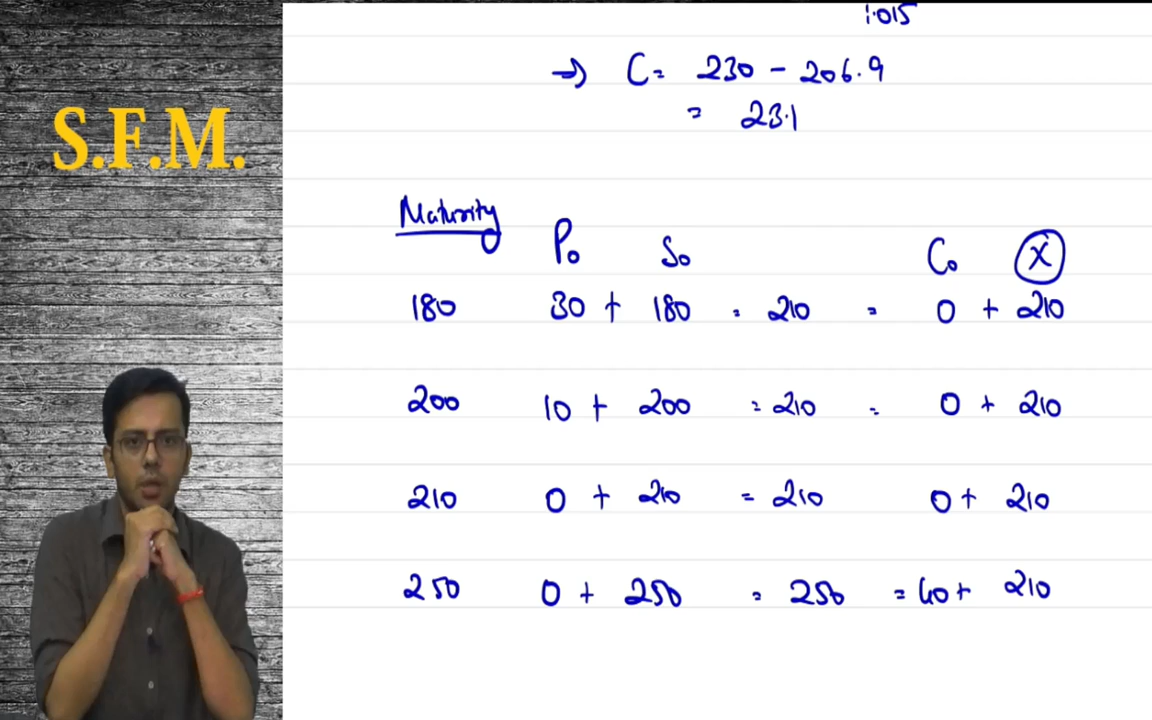 S.F.M.
1.015
⇒ C = 230 - 206.9
= 23.1
Maturity
P₀ S₀ C₀ X
180 30 + 180 = 210 = 0 + 210
200 10 + 200 = 210 = 0 + 210
210 0 + 210 = 210 0 + 210
250 0 + 250 = 250 = 40 + 210